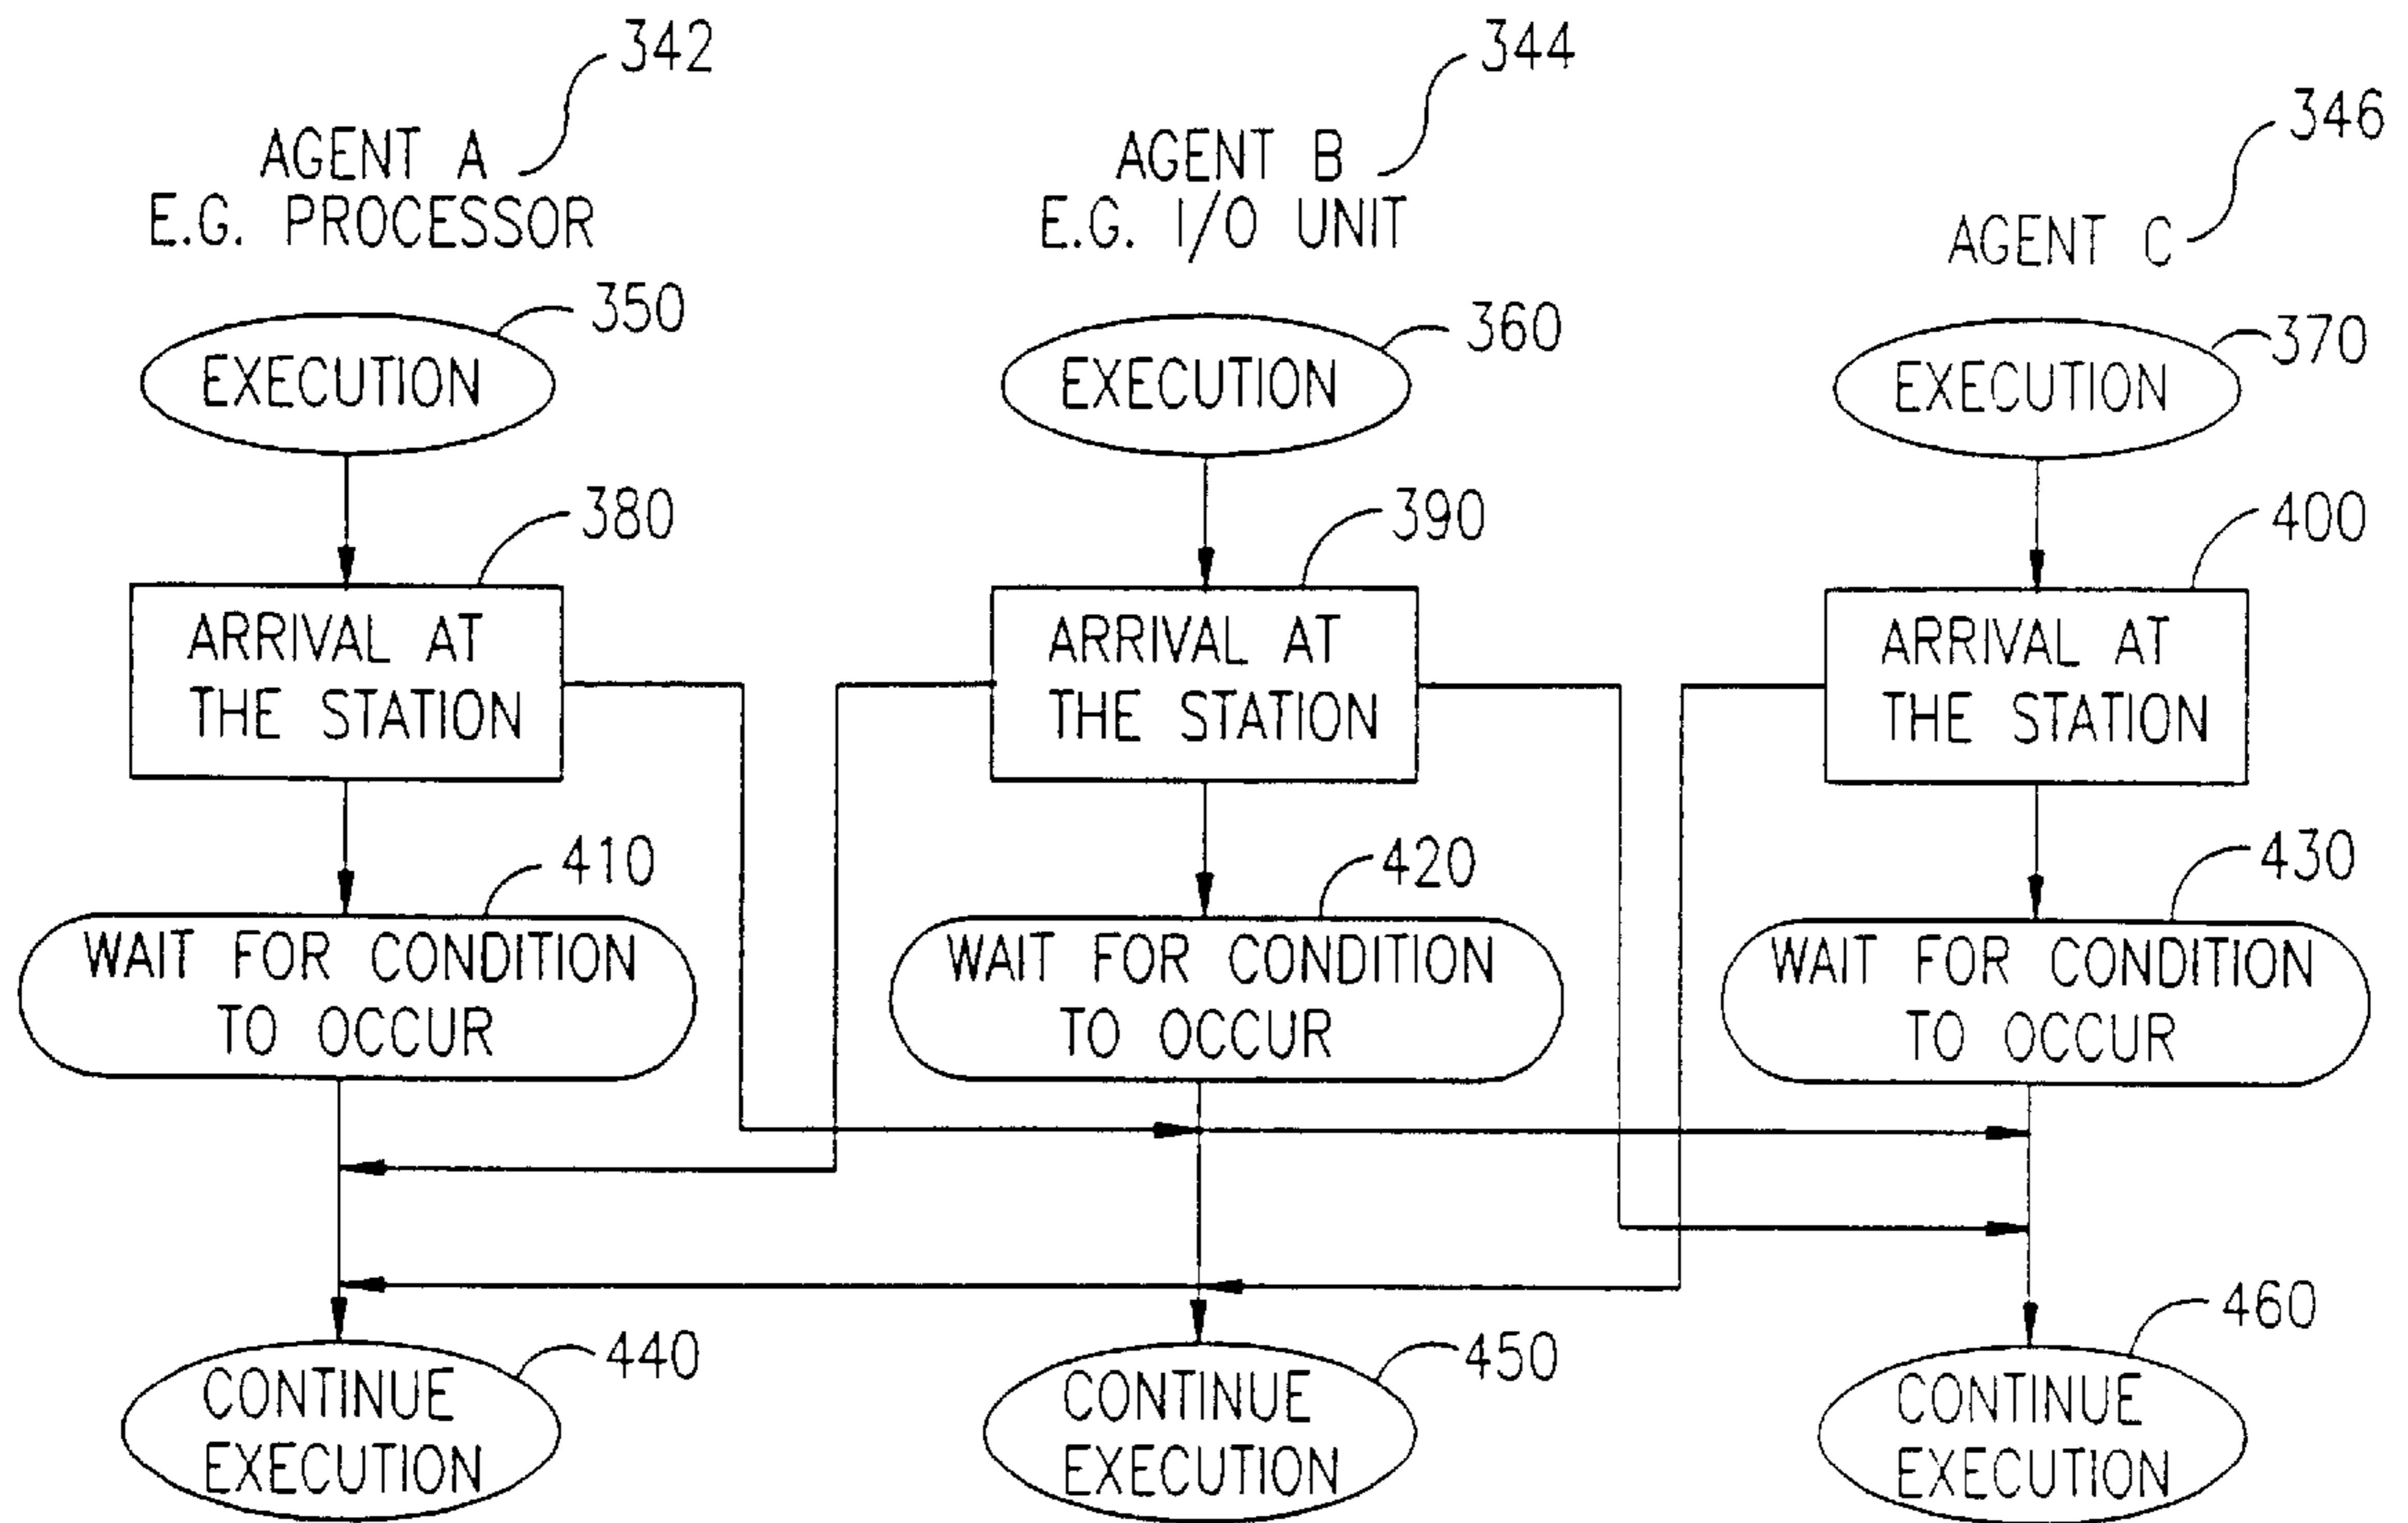 342
344
346
AGENT A
E.G. PROCESSOR
AGENT B
E.G. I/O UNIT
AGENT C
350
360
370
EXECUTION
EXECUTION
EXECUTION
380
390
400
ARRIVAL AT
THE STATION
ARRIVAL AT
THE STATION
ARRIVAL AT
THE STATION
410
420
430
WAIT FOR CONDITION
TO OCCUR
WAIT FOR CONDITION
TO OCCUR
WAIT FOR CONDITION
TO OCCUR
440
450
460
CONTINUE
EXECUTION
CONTINUE
EXECUTION
CONTINUE
EXECUTION